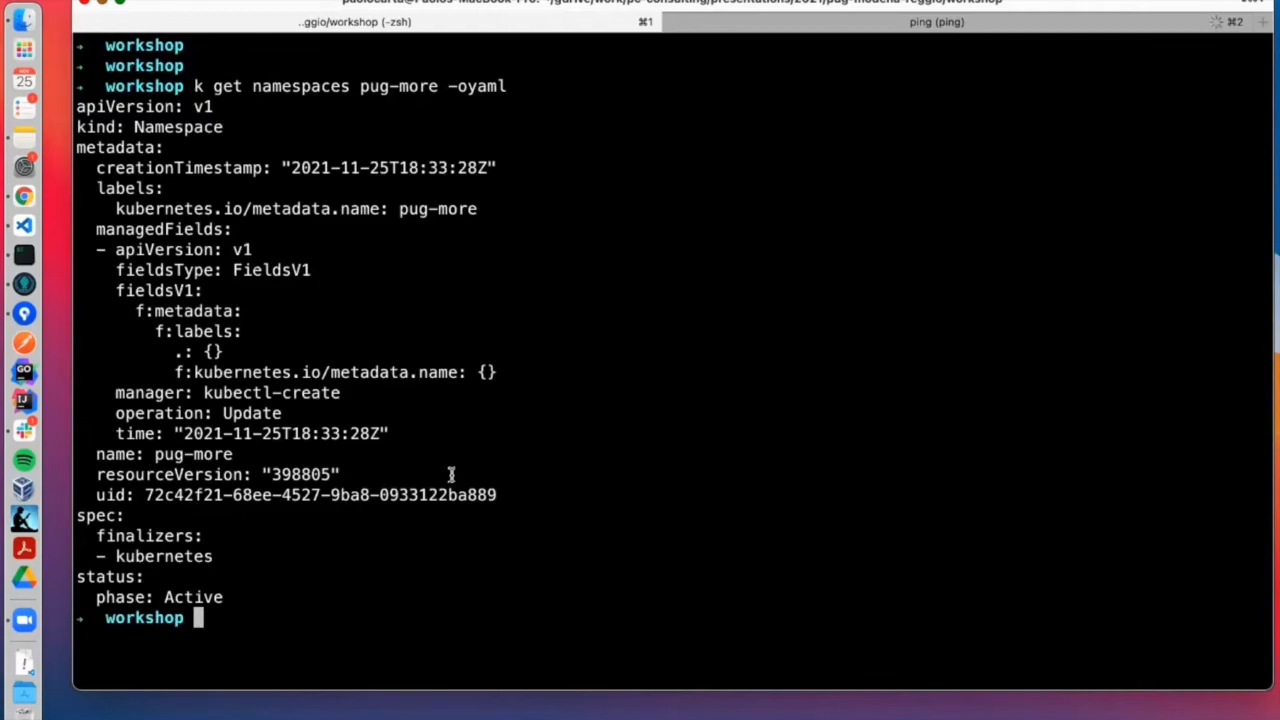 ..ggio/workshop (-zsh) ⌘1 ping (ping) ⌘2 +
➜ workshop
➜ workshop
➜ workshop k get namespaces pug-more -oyaml
apiVersion: v1
kind: Namespace
metadata:
  creationTimestamp: "2021-11-25T18:33:28Z"
  labels:
    kubernetes.io/metadata.name: pug-more
  managedFields:
  - apiVersion: v1
    fieldsType: FieldsV1
    fieldsV1:
      f:metadata:
        f:labels:
          .: {}
          f:kubernetes.io/metadata.name: {}
    manager: kubectl-create
    operation: Update
    time: "2021-11-25T18:33:28Z"
  name: pug-more
  resourceVersion: "398805"
  uid: 72c42f21-68ee-4527-9ba8-0933122ba889
spec:
  finalizers:
  - kubernetes
status:
  phase: Active
➜ workshop
25
GO
IJ